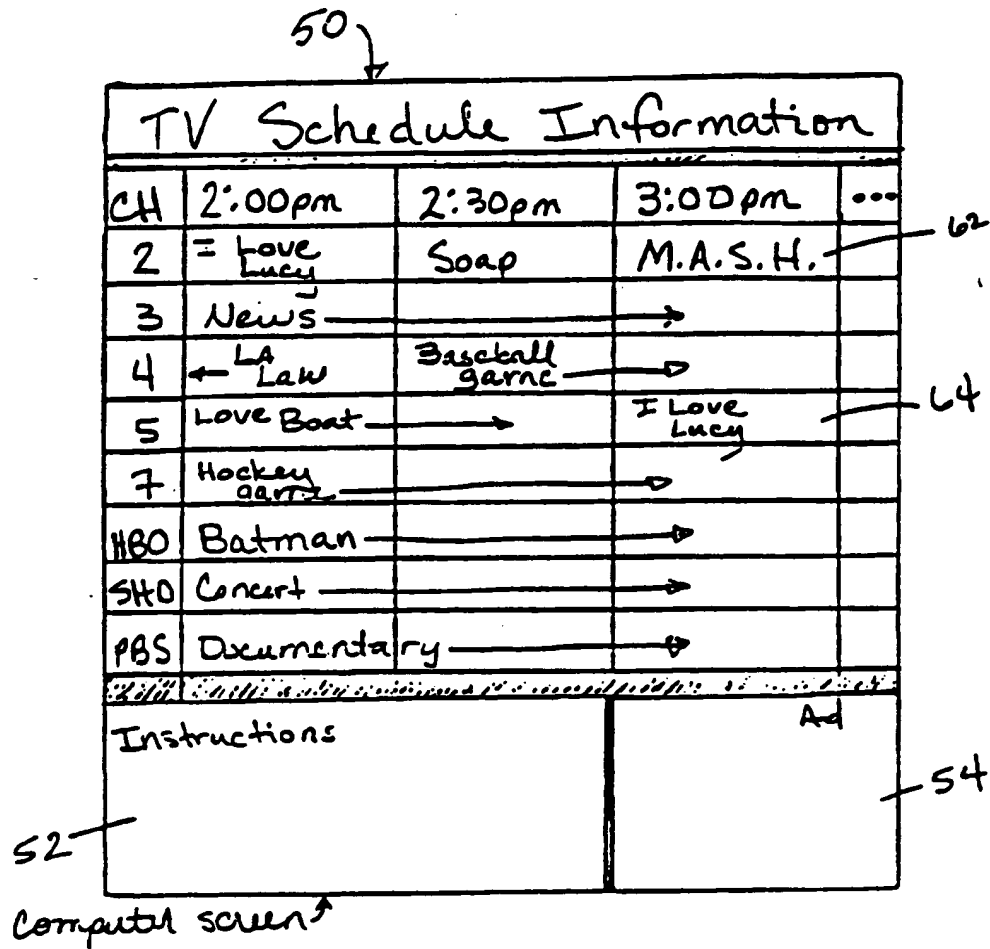 50
TV Schedule Information
CH 2:00pm 2:30pm 3:00pm ...
62
2 I Love Soap M.A.S.H.
Lucy
3 News
4 LA Baseball
Law game
64
5 Love Boat I Love
Lucy
7 Hockey
game
HBO Batman
SHO Concert
PBS Documentary
Instructions Ad
54
52
Computer screen